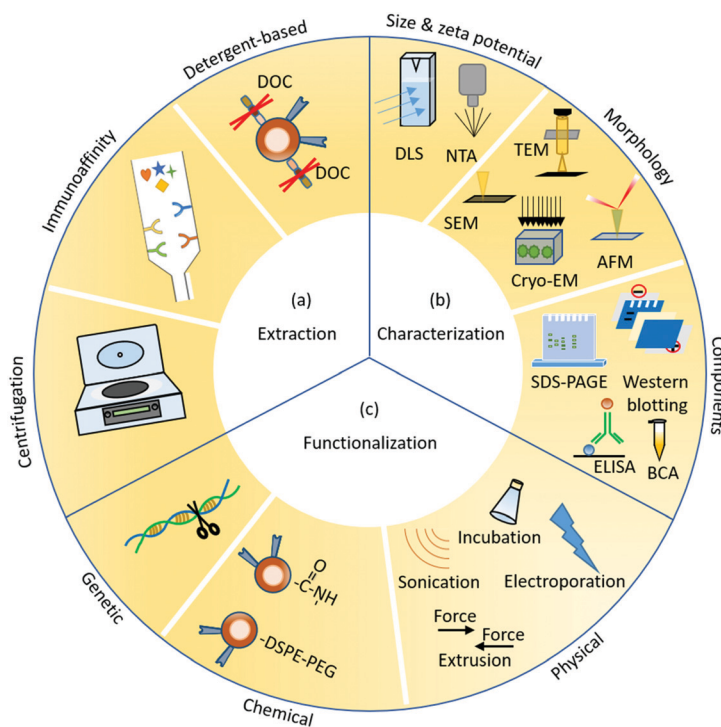 Detergent-based
DOC
DOC
Immunoaffinity
Centrifugation
(a)
Extraction
Size & zeta potential
DLS
NTA
Morphology
TEM
SEM
Cryo-EM
AFM
(b)
Characterization
Components
SDS-PAGE
Western
blotting
ELISA
BCA
(c)
Functionalization
Genetic
Chemical
O
-C-NH
-DSPE-PEG
Physical
Incubation
Sonication
Electroporation
Force
Force
Extrusion